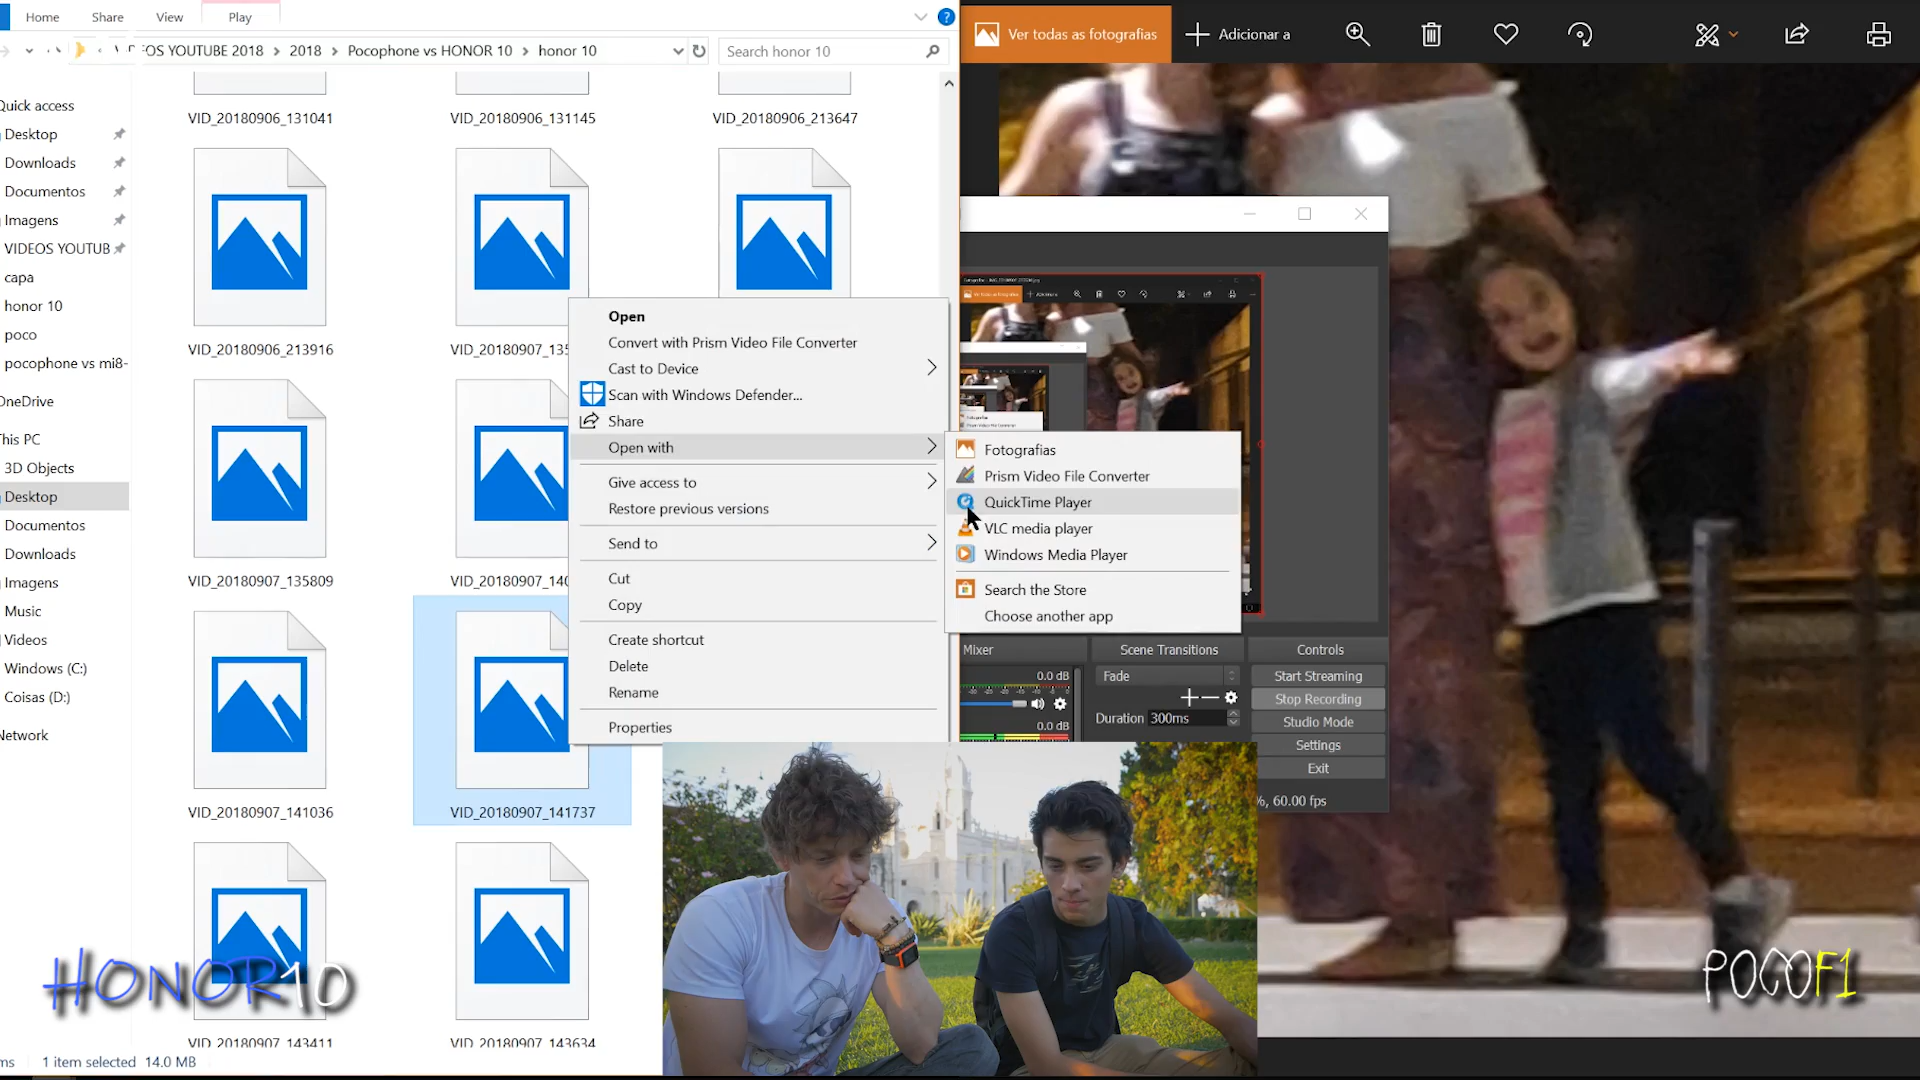 Home Share View Play
EOS YOUTUBE 2018 2018 Pocophone vs HONOR 10 honor 10
Search honor 10
Quick access
Desktop
Downloads
Documentos
Imagens
VIDEOS YOUTUB
capa
honor 10
poco
pocophone vs mi8-
OneDrive
This PC
3D Objects
Desktop
Documentos
Downloads
Imagens
Music
Videos
Windows (C:)
Coisas (D:)
Network
VID_20180906_131041
VID_20180906_131145
VID_20180906_213647
VID_20180906_213916
VID_20180907_135
VID_20180907_135809
VID_20180907_140
VID_20180907_141036
VID_20180907_141737
VID_20180907_143411
VID_20180907_143634
ms 1 item selected 14.0 MB
Open
Convert with Prism Video File Converter
Cast to Device
Scan with Windows Defender...
Share
Open with
Give access to
Restore previous versions
Send to
Cut
Copy
Create shortcut
Delete
Rename
Properties
Fotografias
Prism Video File Converter
QuickTime Player
VLC media player
Windows Media Player
Search the Store
Choose another app
Ver todas as fotografias
Adicionar a
Mixer
0.0 dB
0.0 dB
Scene Transitions
Fade
Duration 300ms
Controls
Start Streaming
Stop Recording
Studio Mode
Settings
Exit
%, 60.00 fps
HONOR10
POCOF1